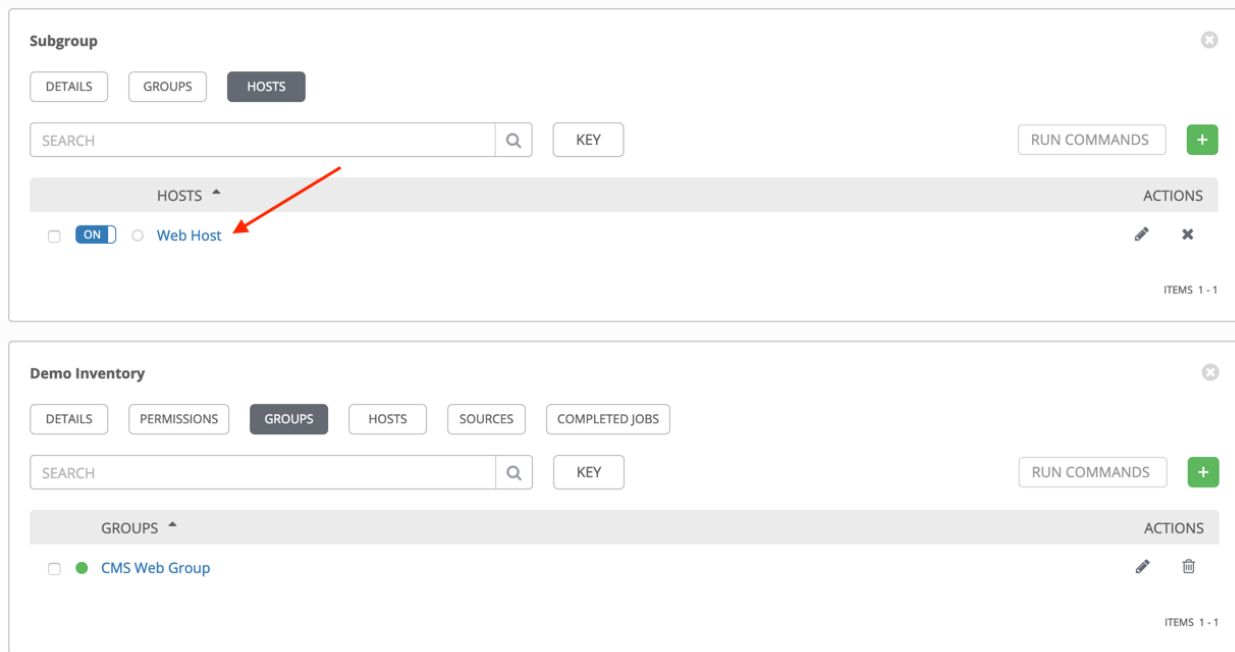 Subgroup
DETAILS GROUPS HOSTS
SEARCH KEY RUN COMMANDS +
HOSTS ACTIONS
ON Web Host
ITEMS 1 - 1
Demo Inventory
DETAILS PERMISSIONS GROUPS HOSTS SOURCES COMPLETED JOBS
SEARCH KEY RUN COMMANDS +
GROUPS ACTIONS
CMS Web Group
ITEMS 1 - 1